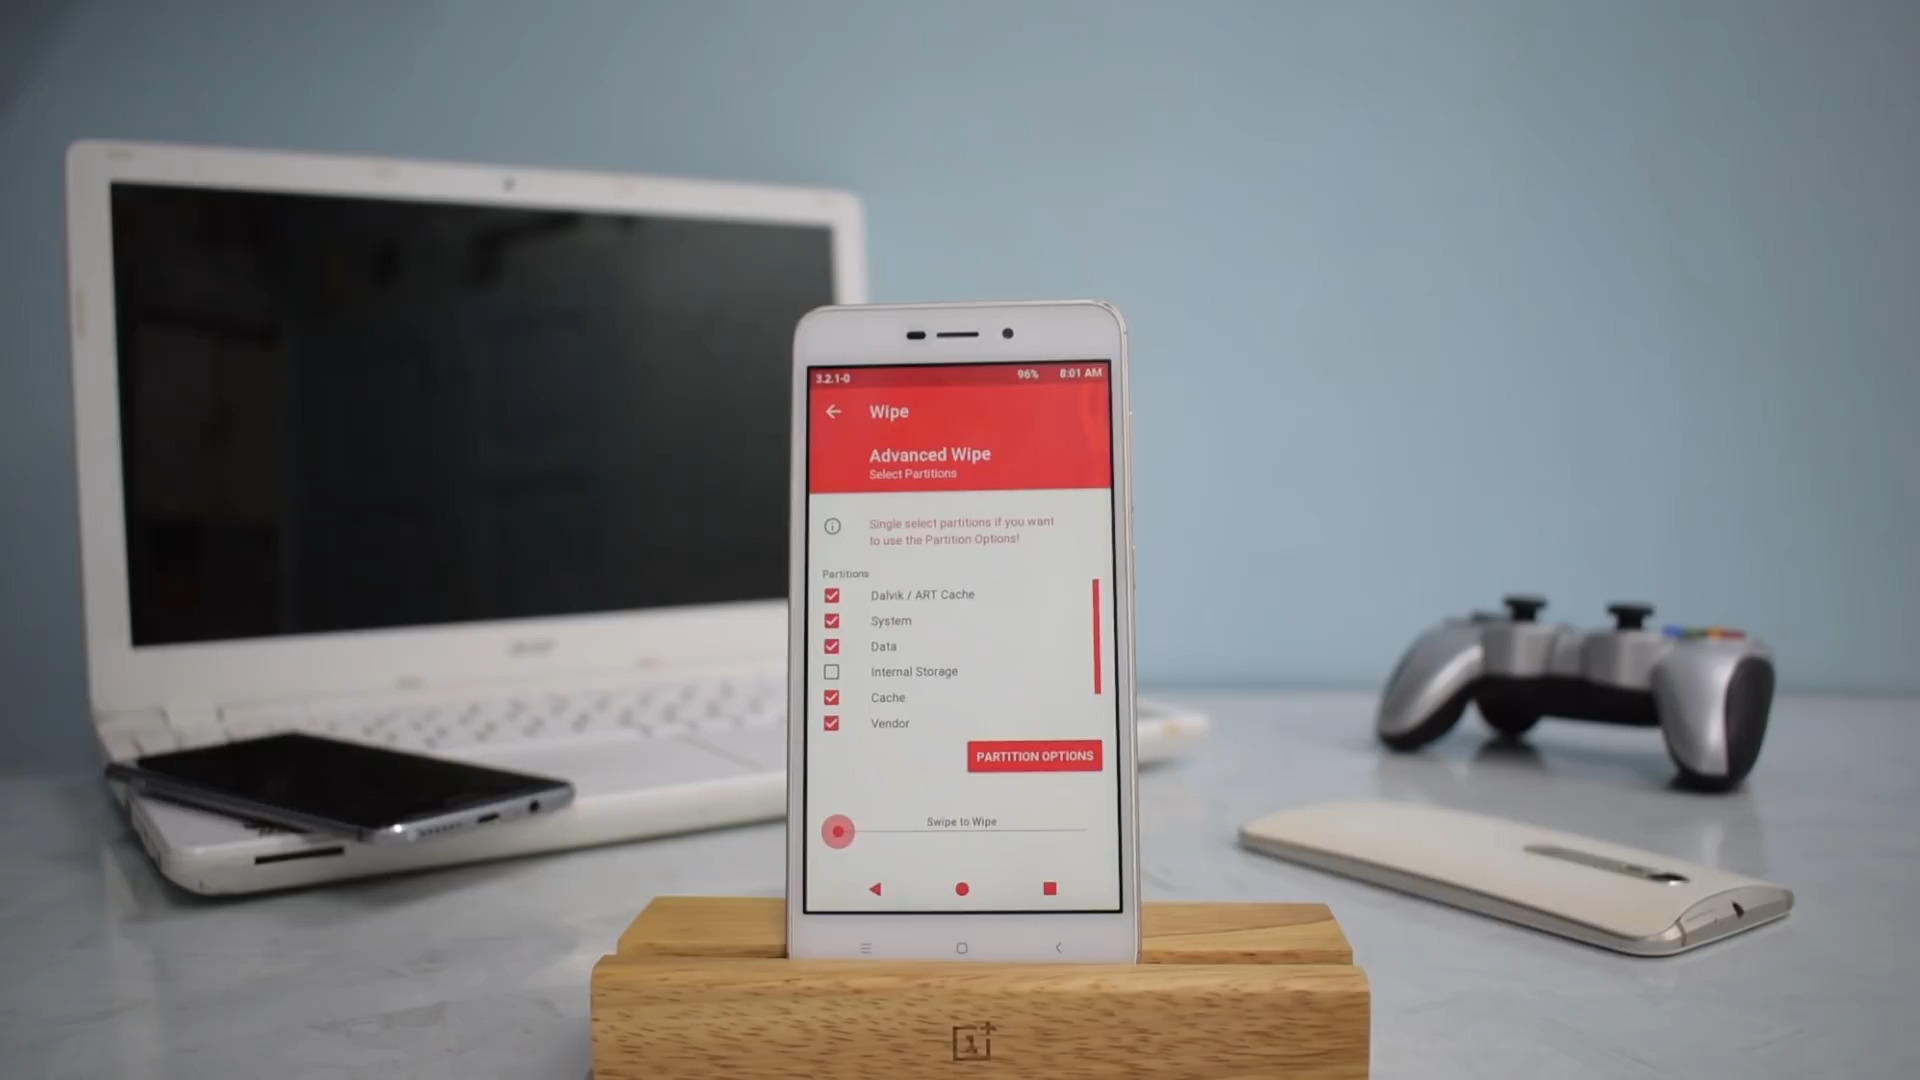 3.2.1-0 96% 8:01 AM
Wipe
Advanced Wipe
Select Partitions
Single select partitions if you want
to use the Partition Options!
Partitions
Dalvik / ART Cache
System
Data
Internal Storage
Cache
Vendor
PARTITION OPTIONS
Swipe to Wipe